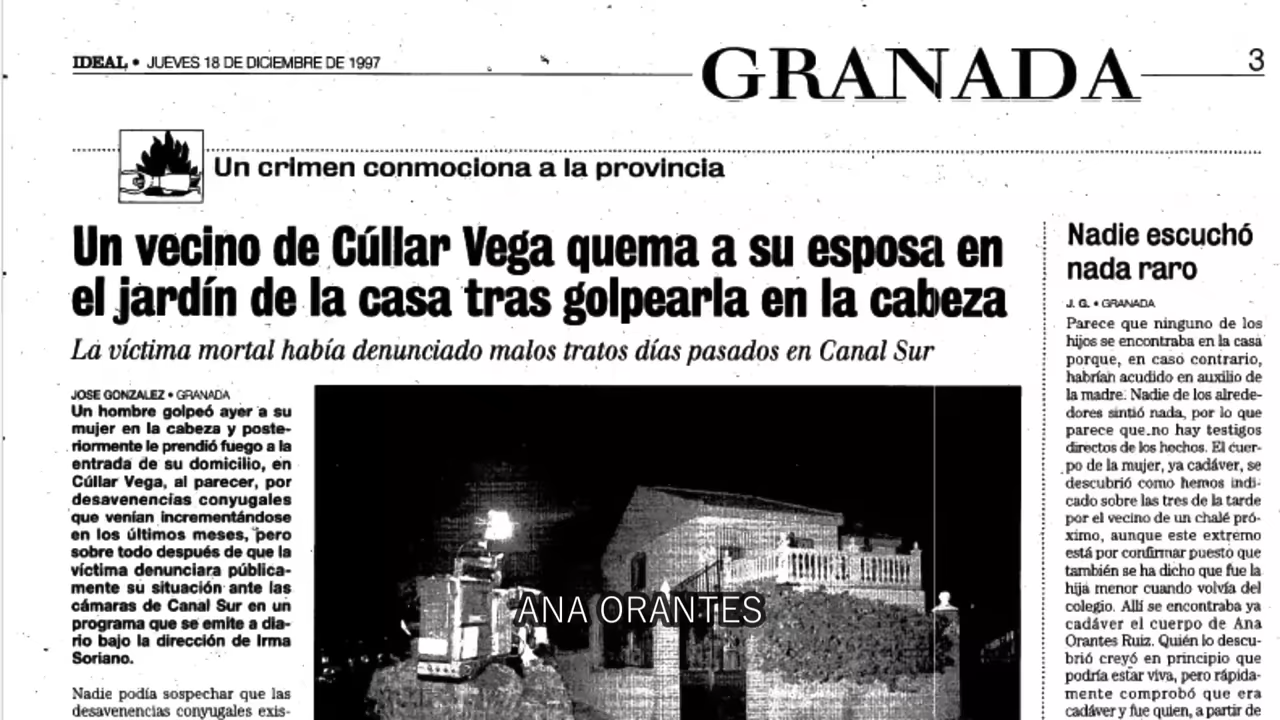 IDEAL • JUEVES 18 DE DICIEMBRE DE 1997
GRANADA
3
Un crimen conmociona a la provincia
Un vecino de Cúllar Vega quema a su esposa en
el jardín de la casa tras golpearla en la cabeza
La víctima mortal había denunciado malos tratos días pasados en Canal Sur
JOSE GONZALEZ • GRANADA
Un hombre golpeó ayer a su
mujer en la cabeza y poste-
riormente le prendió fuego a la
entrada de su domicilio, en
Cúllar Vega, al parecer, por
desavenencias conyugales
que venían incrementándose
en los últimos meses, pero
sobre todo después de que la
víctima denunciara pública-
mente su situación ante las
cámaras de Canal Sur en un
programa que se emite a dia-
rio bajo la dirección de Irma
Soriano.
Nadie podía sospechar que las
desavenencias conyugales exis-
ANA ORANTES
Nadie escuchó
nada raro
J. G. • GRANADA
Parece que ninguno de los
hijos se encontraba en la casa
porque, en caso contrario,
habrían acudido en auxilio de
la madre. Nadie de los alrede-
dores sintió nada, por lo que
parece que no hay testigos
directos de los hechos. El cuer-
po de la mujer, ya cadáver, se
descubrió como hemos indi-
cado sobre las tres de la tarde
por el vecino de un chalé pró-
ximo, aunque este extremo
está por confirmar puesto que
también se ha dicho que fue la
hija menor cuando volvía del
colegio. Allí se encontraba ya
cadáver el cuerpo de Ana
Orantes Ruiz. Quién lo descu-
brió creyó en principio que
podría estar viva, pero rápida-
mente comprobó que era
cadáver y fue quien, a partir de